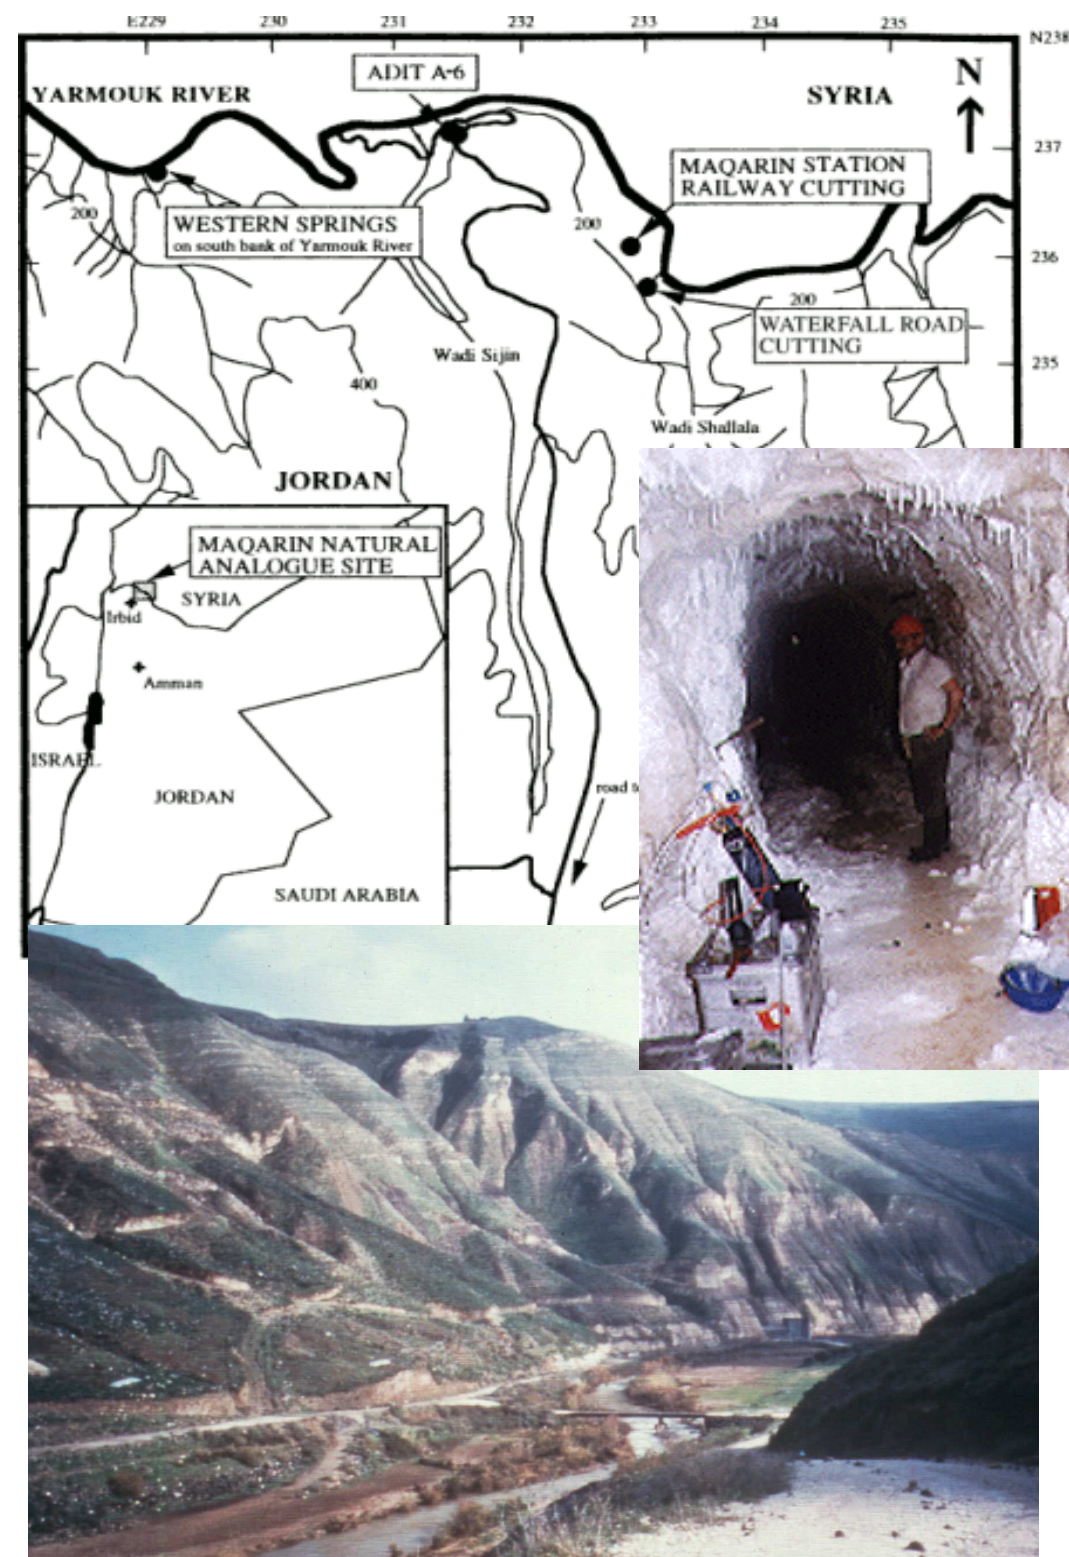 E229 230 231 232 233 234 235
N238
ADIT A-6
YARMOUK RIVER
SYRIA
N
237
MAQARIN STATION
RAILWAY CUTTING
200
WESTERN SPRINGS
on south bank of Yarmouk River
200
236
200
WATERFALL ROAD
CUTTING
235
Wadi Sijin
400
Wadi Shallala
JORDAN
MAQARIN NATURAL
ANALOGUE SITE
SYRIA
Irbid
Amman
ISRAEL
JORDAN
road
SAUDI ARABIA